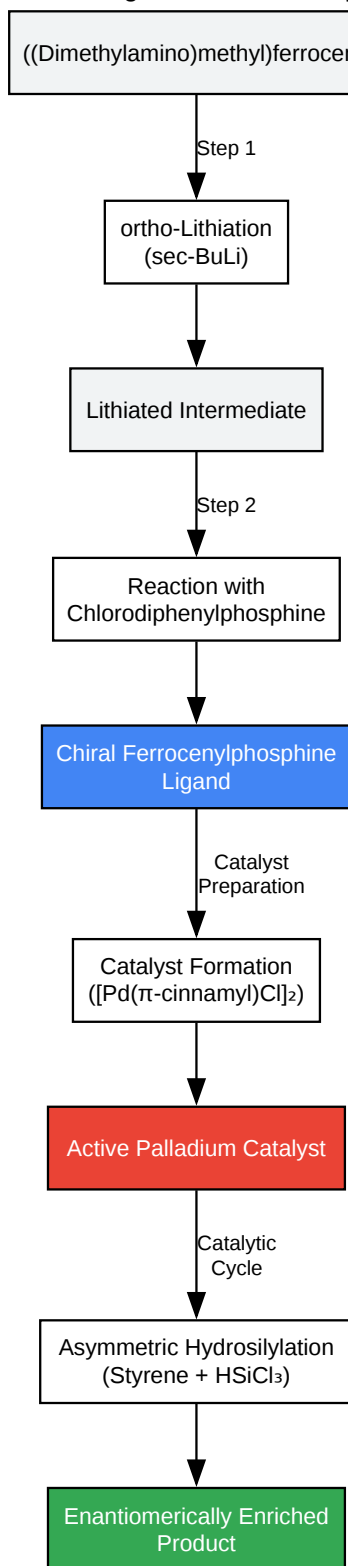 ((Dimethylamino)methyl)ferrocen
Step 1
ortho-Lithiation
(sec-BuLi)
Lithiated Intermediate
Step 2
Reaction with
Chlorodiphenylphosphine
Chiral Ferrocenylphosphine
Ligand
Catalyst
Preparation
Catalyst Formation
([Pd(π-cinnamyl)Cl]₂)
Active Palladium Catalyst
Catalytic
Cycle
Asymmetric Hydrosilylation
(Styrene + HSiCl₃)
Enantiomerically Enriched
Product